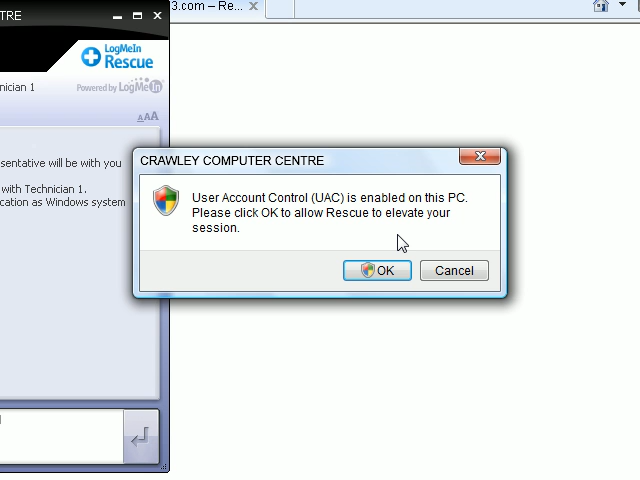 TRE
3.com – Re...
LogMeIn
Rescue
nician 1
Powered by LogMeIn
AAA
sentative will be with you
with Technician 1.
cation as Windows system
CRAWLEY COMPUTER CENTRE
User Account Control (UAC) is enabled on this PC.
Please click OK to allow Rescue to elevate your
session.
OK
Cancel